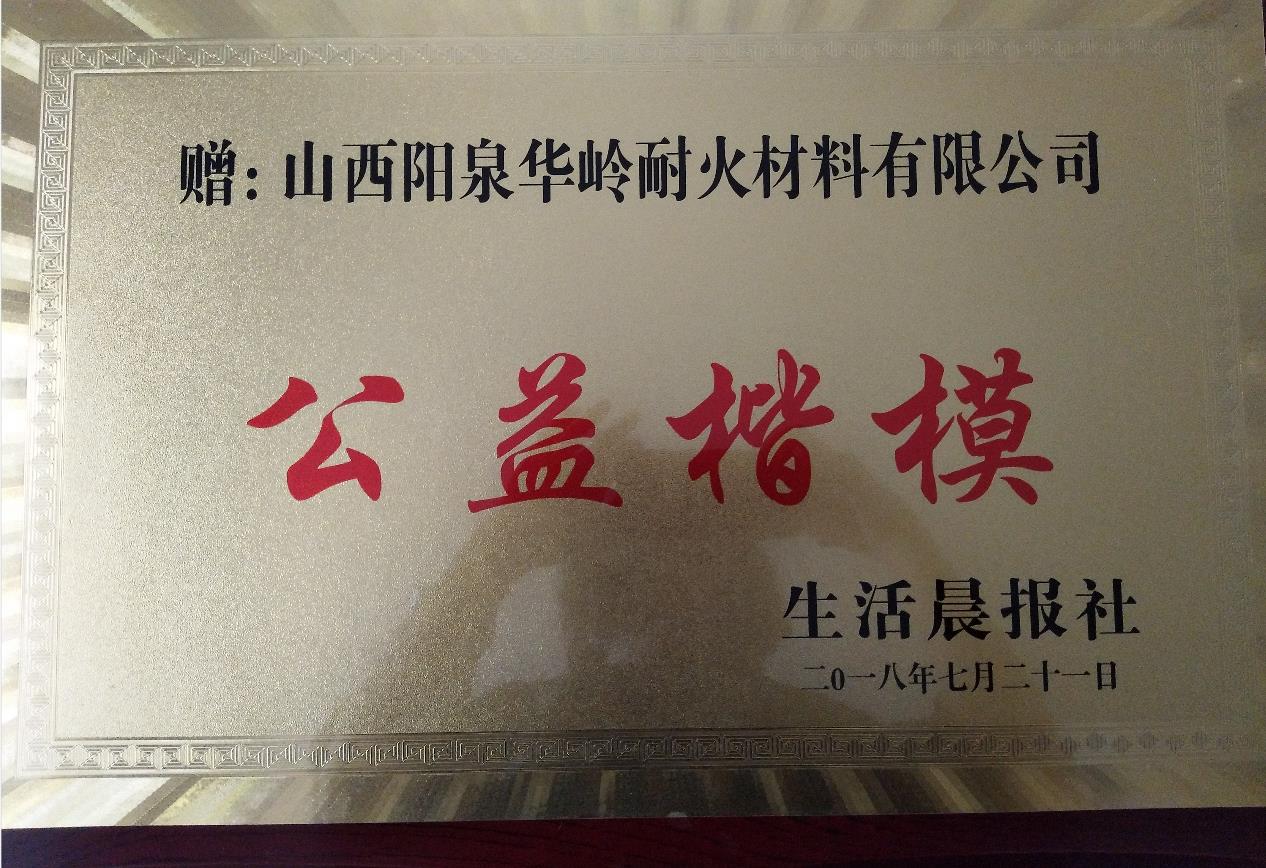 赠：山西阳泉华岭耐火材料有限公司
公益楷模
生活晨报社
二0一八年七月二十一日